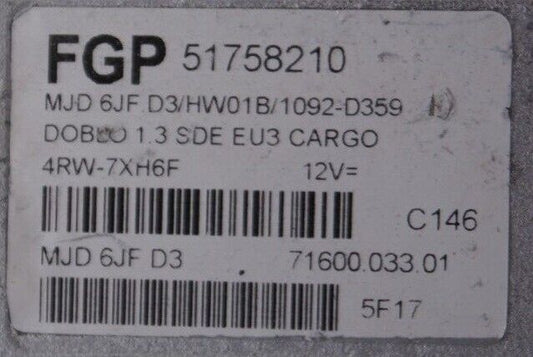 FGP 51758210
MJD 6JF D3/HW01B/1092-D359
DOBLO 1.3 SDE EU3 CARGO
4RW-7XH6F 12V=
C146
MJD 6JF D3 71600.033.01
5F17